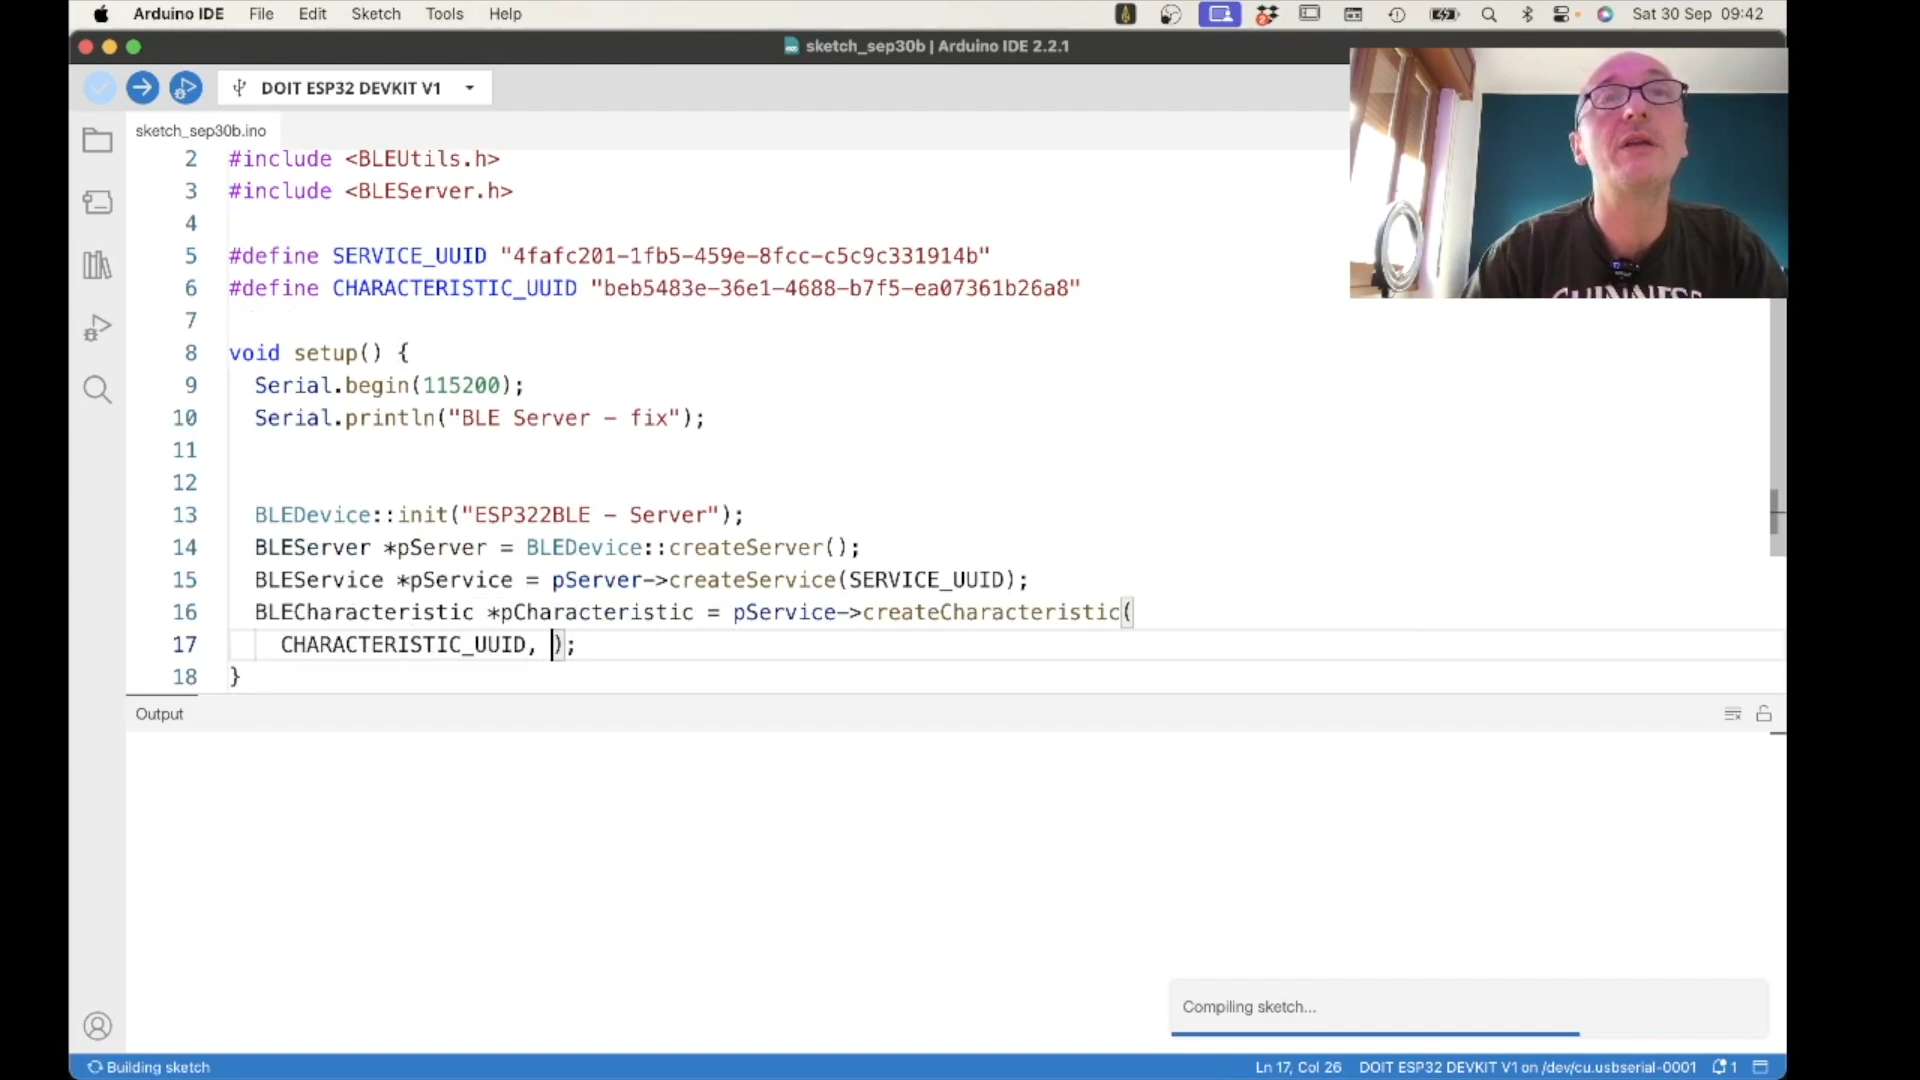 Arduino IDE File Edit Sketch Tools Help Sat 30 Sep 09:42
sketch_sep30b | Arduino IDE 2.2.1
DOIT ESP32 DEVKIT V1
sketch_sep30b.ino
2 #include <BLEUtils.h>
3 #include <BLEServer.h>
4
5 #define SERVICE_UUID "4fafc201-1fb5-459e-8fcc-c5c9c331914b"
6 #define CHARACTERISTIC_UUID "beb5483e-36e1-4688-b7f5-ea07361b26a8"
7
8 void setup() {
9 Serial.begin(115200);
10 Serial.println("BLE Server – fix");
11
12
13 BLEDevice::init("ESP322BLE – Server");
14 BLEServer *pServer = BLEDevice::createServer();
15 BLEService *pService = pServer->createService(SERVICE_UUID);
16 BLECharacteristic *pCharacteristic = pService->createCharacteristic(
17 CHARACTERISTIC_UUID, );
18 }
Output
Compiling sketch...
Building sketch Ln 17, Col 26 DOIT ESP32 DEVKIT V1 on /dev/cu.usbserial-0001 1